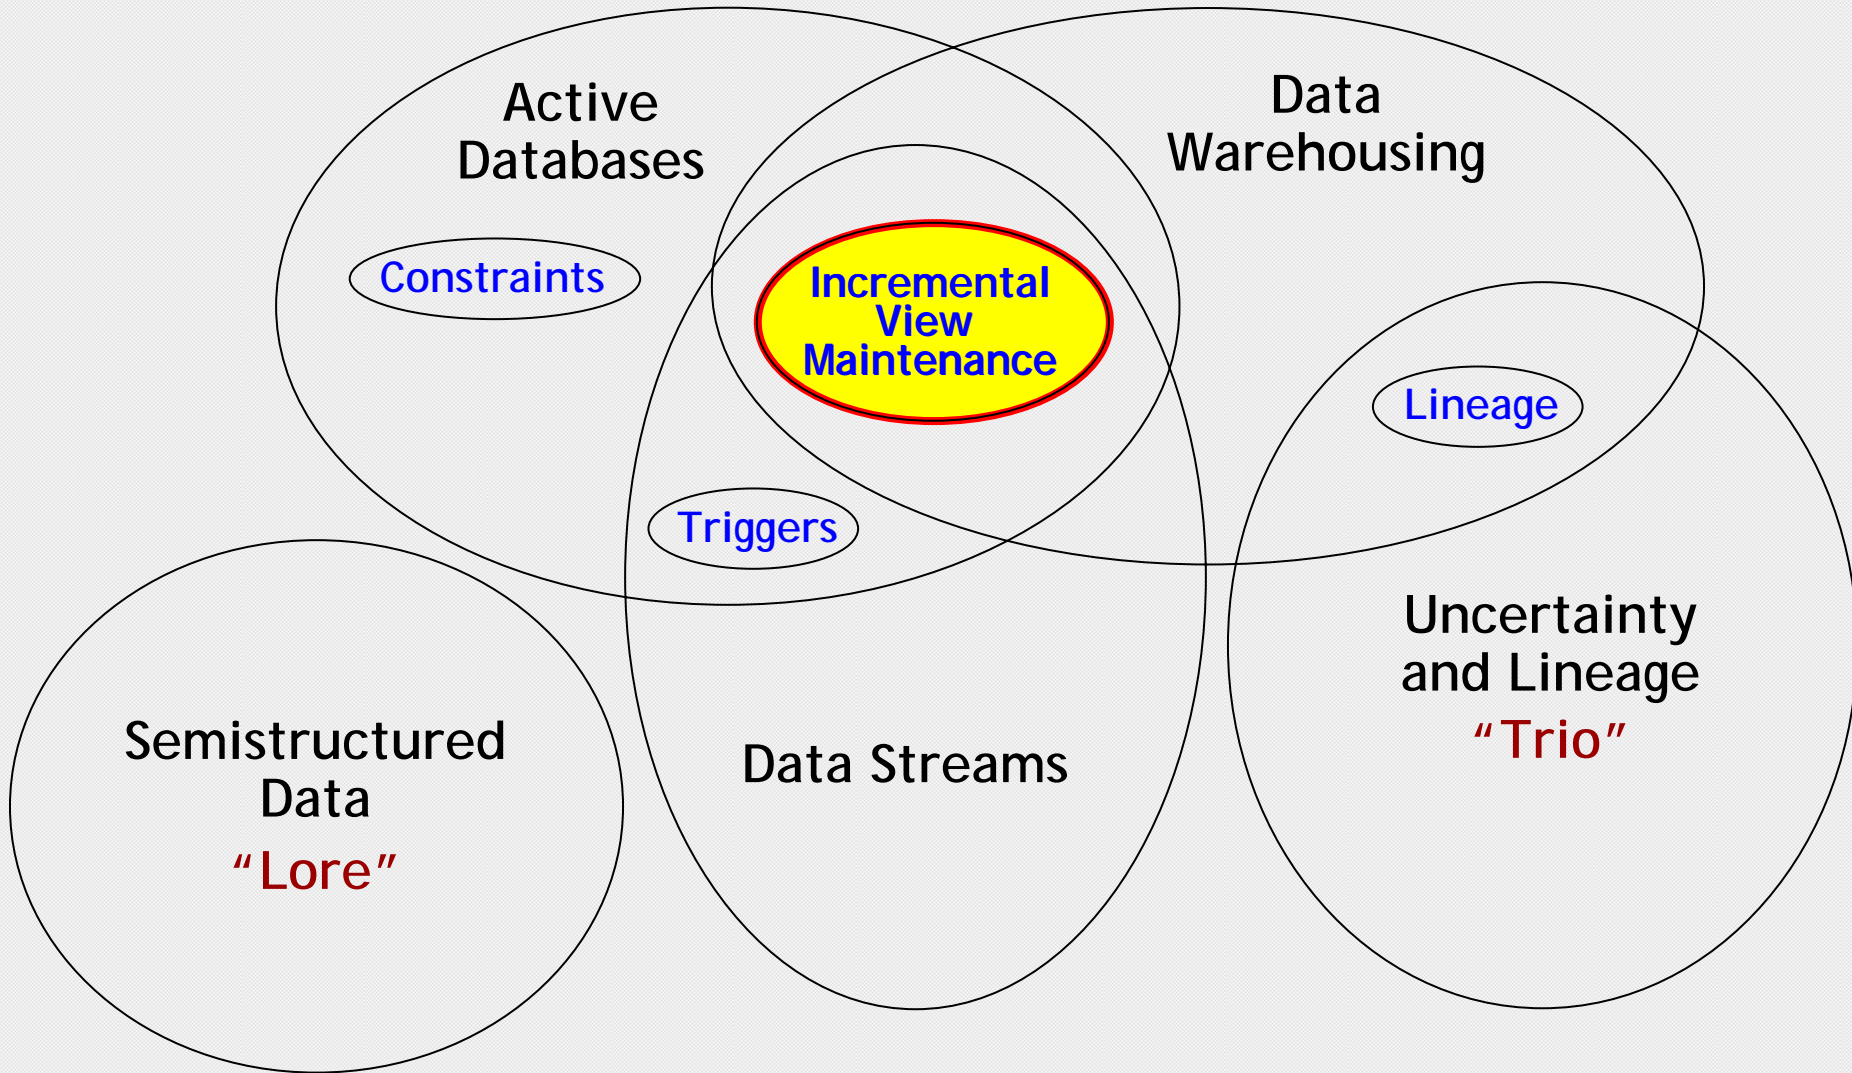 Active
Databases
Data
Warehousing
Constraints
Incremental
View
Maintenance
Lineage
Triggers
Uncertainty
and Lineage
“Trio”
Semistructured
Data
“Lore”
Data Streams